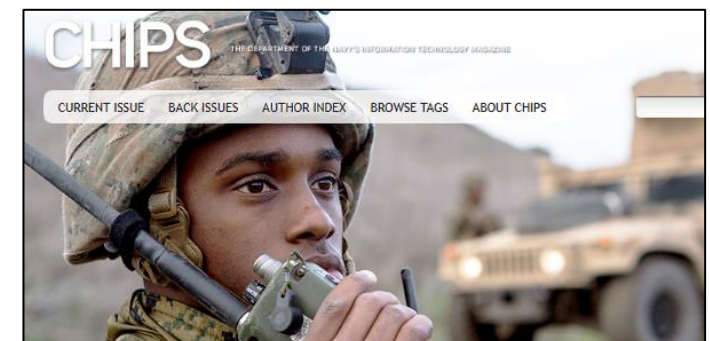 CHIPS THE DEPARTMENT OF THE NAVY'S INFORMATION TECHNOLOGY MAGAZINE
CURRENT ISSUE BACK ISSUES AUTHOR INDEX BROWSE TAGS ABOUT CHIPS